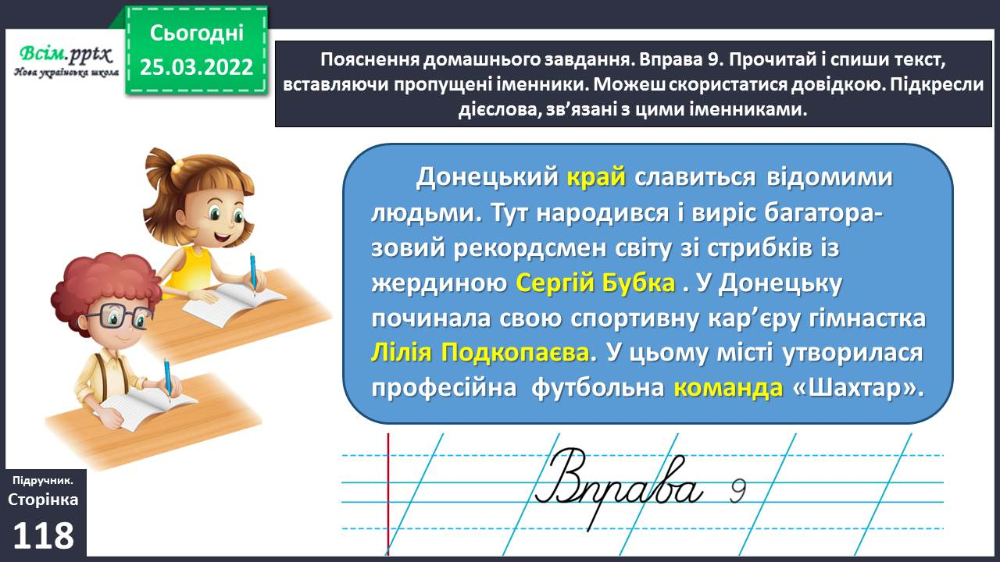 Сьогодні
25.03.2022
Всім.pptx
Нова українська школа
Пояснення домашнього завдання. Вправа 9. Прочитай і спиши текст,
вставляючи пропущені іменники. Можеш скористатися довідкою. Підкресли
дієслова, зв’язані з цими іменниками.
Донецький край славиться відомими
людьми. Тут народився і виріс багатора-
зовий рекордсмен світу зі стрибків із
жердиною Сергій Бубка . У Донецьку
починала свою спортивну кар’єру гімнастка
Лілія Подкопаєва. У цьому місті утворилася
професійна футбольна команда «Шахтар».
Вправа 9
Підручник.
Сторінка
118